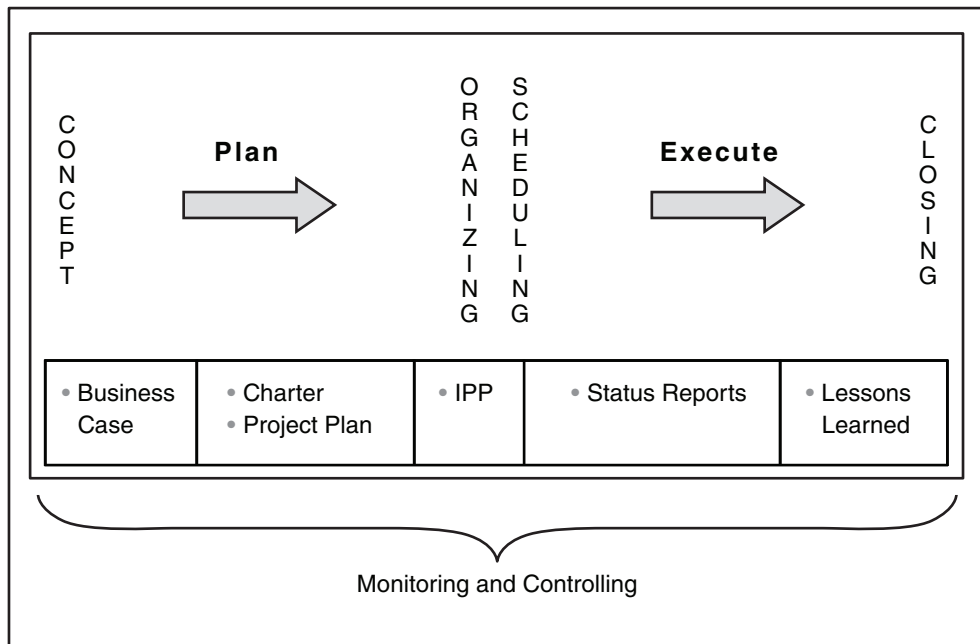 CONCEPT
Plan
ORGANIZING
SCHEDULING
Execute
CLOSING
• Business
Case
• Charter
• Project Plan
• IPP
• Status Reports
• Lessons
Learned
Monitoring and Controlling